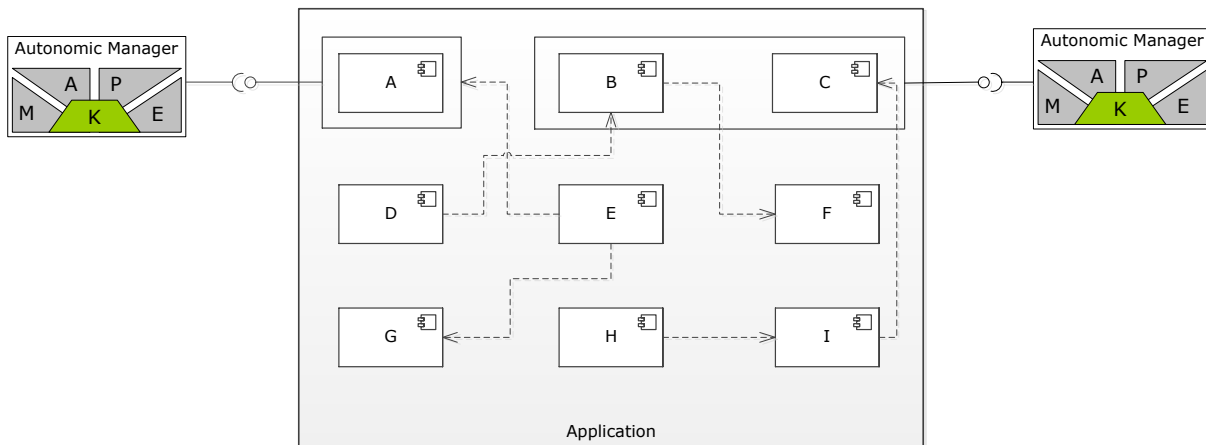 Autonomic Manager
A P
M K E
A
B
C
Autonomic Manager
A P
M K E
D
E
F
G
H
I
Application